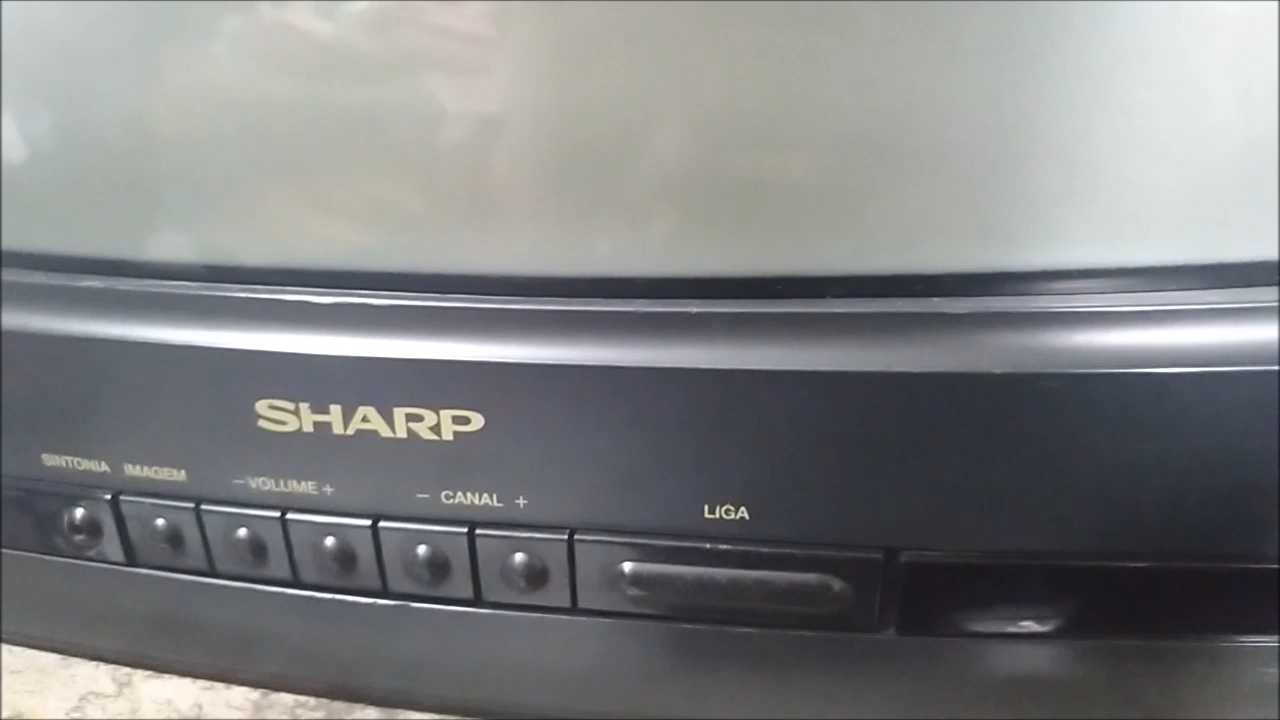 SHARP
SINTONIA IMAGEM – VOLUME + – CANAL + LIGA